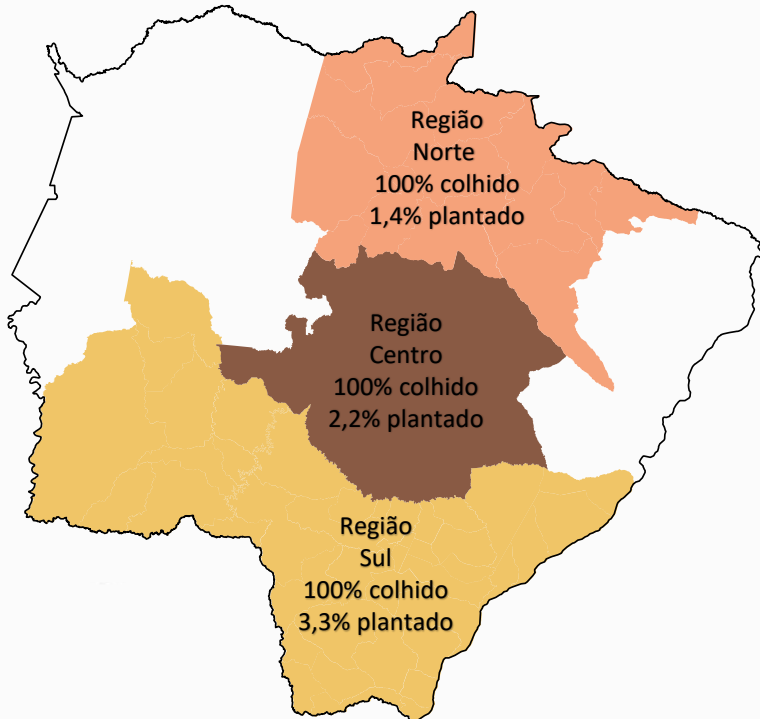 Região
Norte
100% colhido
1,4% plantado
Região
Centro
100% colhido
2,2% plantado
Região
Sul
100% colhido
3,3% plantado